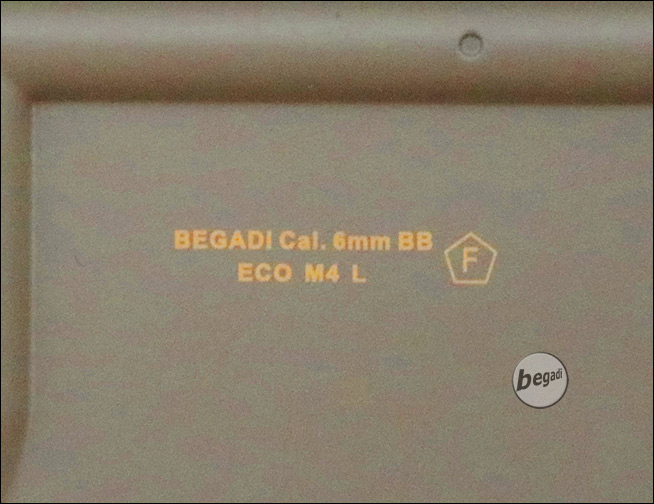 BEGADI Cal. 6mm BB
ECO M4 L
F
begadi